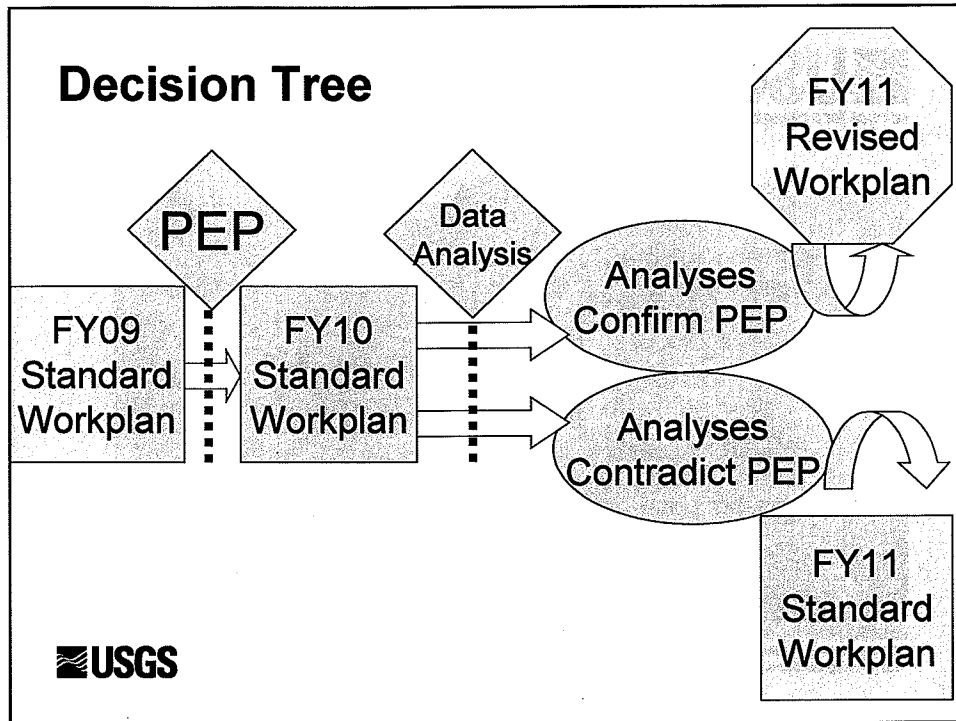 Decision Tree
PEP
Data
Analysis
FY09
Standard
Workplan
FY10
Standard
Workplan
Analyses
Confirm PEP
Analyses
Contradict PEP
FY11
Revised
Workplan
FY11
Standard
Workplan
USGS